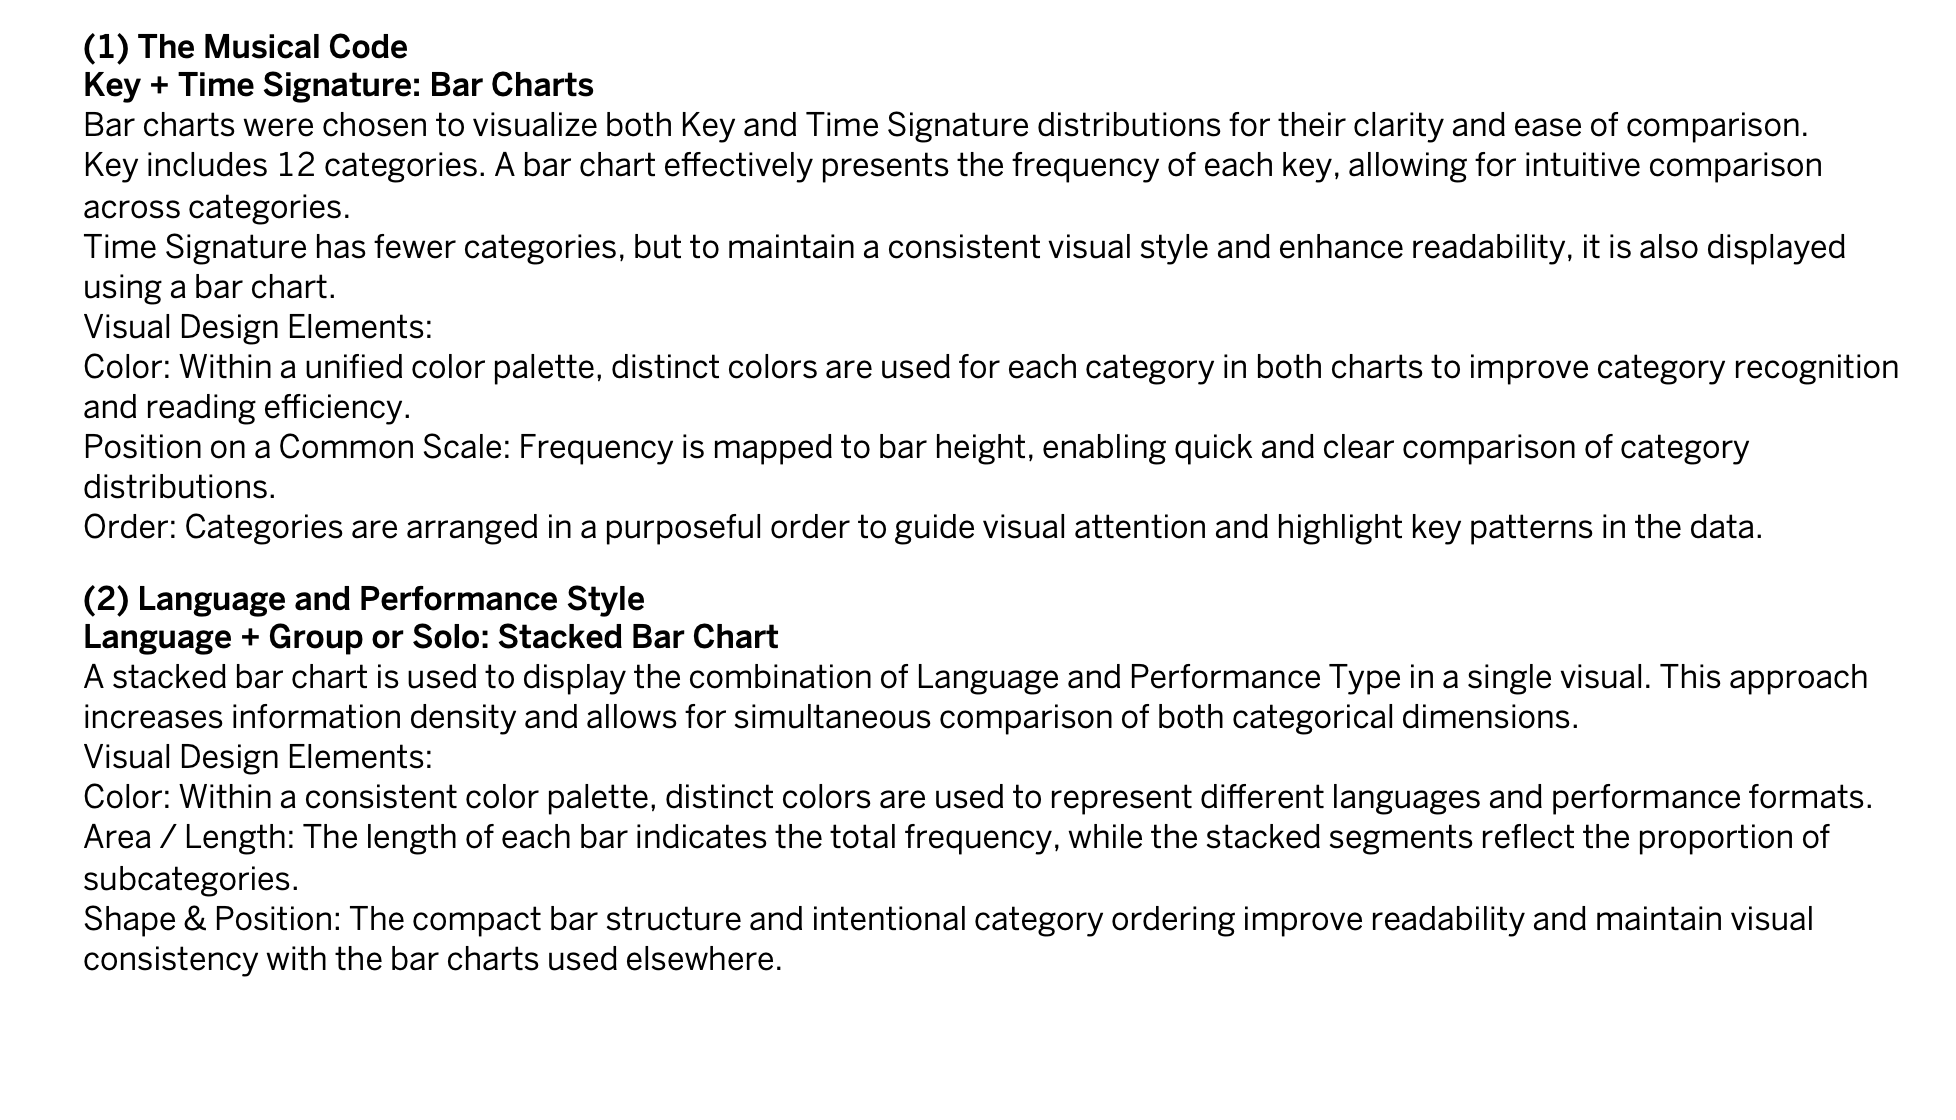 (1) The Musical Code
Key + Time Signature: Bar Charts
Bar charts were chosen to visualize both Key and Time Signature distributions for their clarity and ease of comparison.
Key includes 12 categories. A bar chart effectively presents the frequency of each key, allowing for intuitive comparison
across categories.
Time Signature has fewer categories, but to maintain a consistent visual style and enhance readability, it is also displayed
using a bar chart.
Visual Design Elements:
Color: Within a unified color palette, distinct colors are used for each category in both charts to improve category recognition
and reading efficiency.
Position on a Common Scale: Frequency is mapped to bar height, enabling quick and clear comparison of category
distributions.
Order: Categories are arranged in a purposeful order to guide visual attention and highlight key patterns in the data.
(2) Language and Performance Style
Language + Group or Solo: Stacked Bar Chart
A stacked bar chart is used to display the combination of Language and Performance Type in a single visual. This approach
increases information density and allows for simultaneous comparison of both categorical dimensions.
Visual Design Elements:
Color: Within a consistent color palette, distinct colors are used to represent different languages and performance formats.
Area / Length: The length of each bar indicates the total frequency, while the stacked segments reflect the proportion of
subcategories.
Shape & Position: The compact bar structure and intentional category ordering improve readability and maintain visual
consistency with the bar charts used elsewhere.